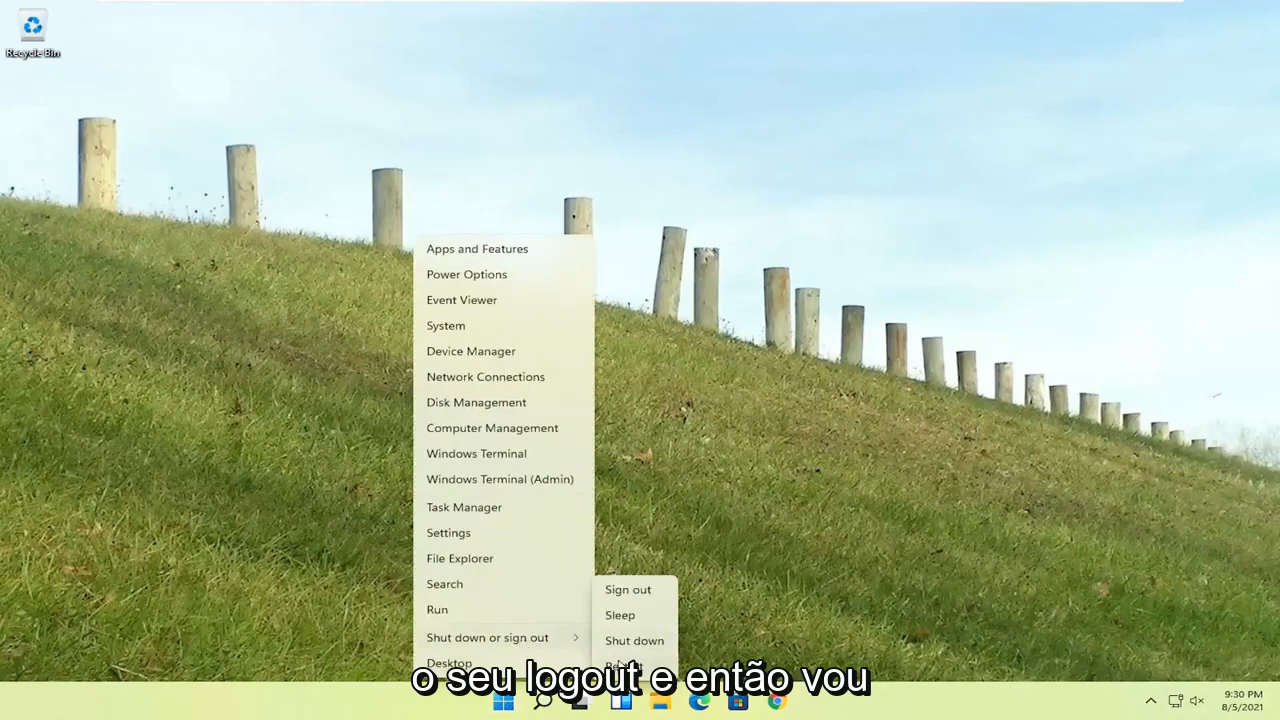 Recycle Bin
Apps and Features
Power Options
Event Viewer
System
Device Manager
Network Connections
Disk Management
Computer Management
Windows Terminal
Windows Terminal (Admin)
Task Manager
Settings
File Explorer
Search
Run
Shut down or sign out
Desktop
Sign out
Sleep
Shut down
o seu logout e então vou
9:30 PM
8/5/2021